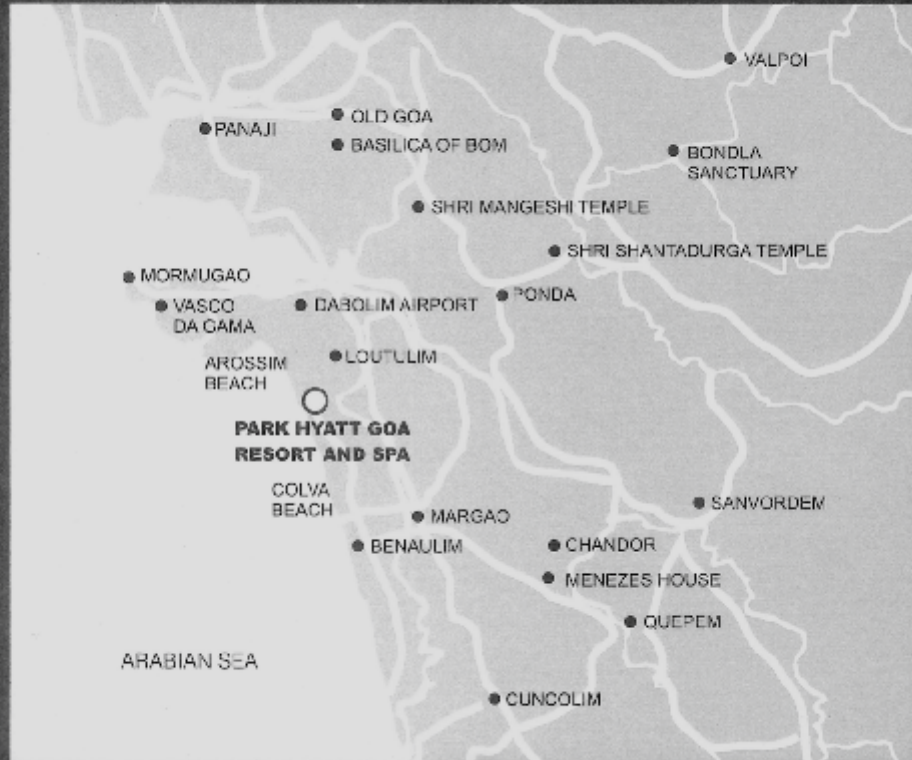 VALPOI
OLD GOA
PANAJI
BASILICA OF BOM
BONDLA
SANCTUARY
SHRI MANGESHI TEMPLE
SHRI SHANTADURGA TEMPLE
MORMUGAO
PONDA
VASCO
DA GAMA
DABOLIM AIRPORT
LOUTULIM
AROSSIM
BEACH
PARK HYATT GOA
RESORT AND SPA
COLVA
BEACH
SANVORDEM
MARGAO
BENAULIM
CHANDOR
MENEZES HOUSE
QUEPEM
ARABIAN SEA
CUNCOLIM